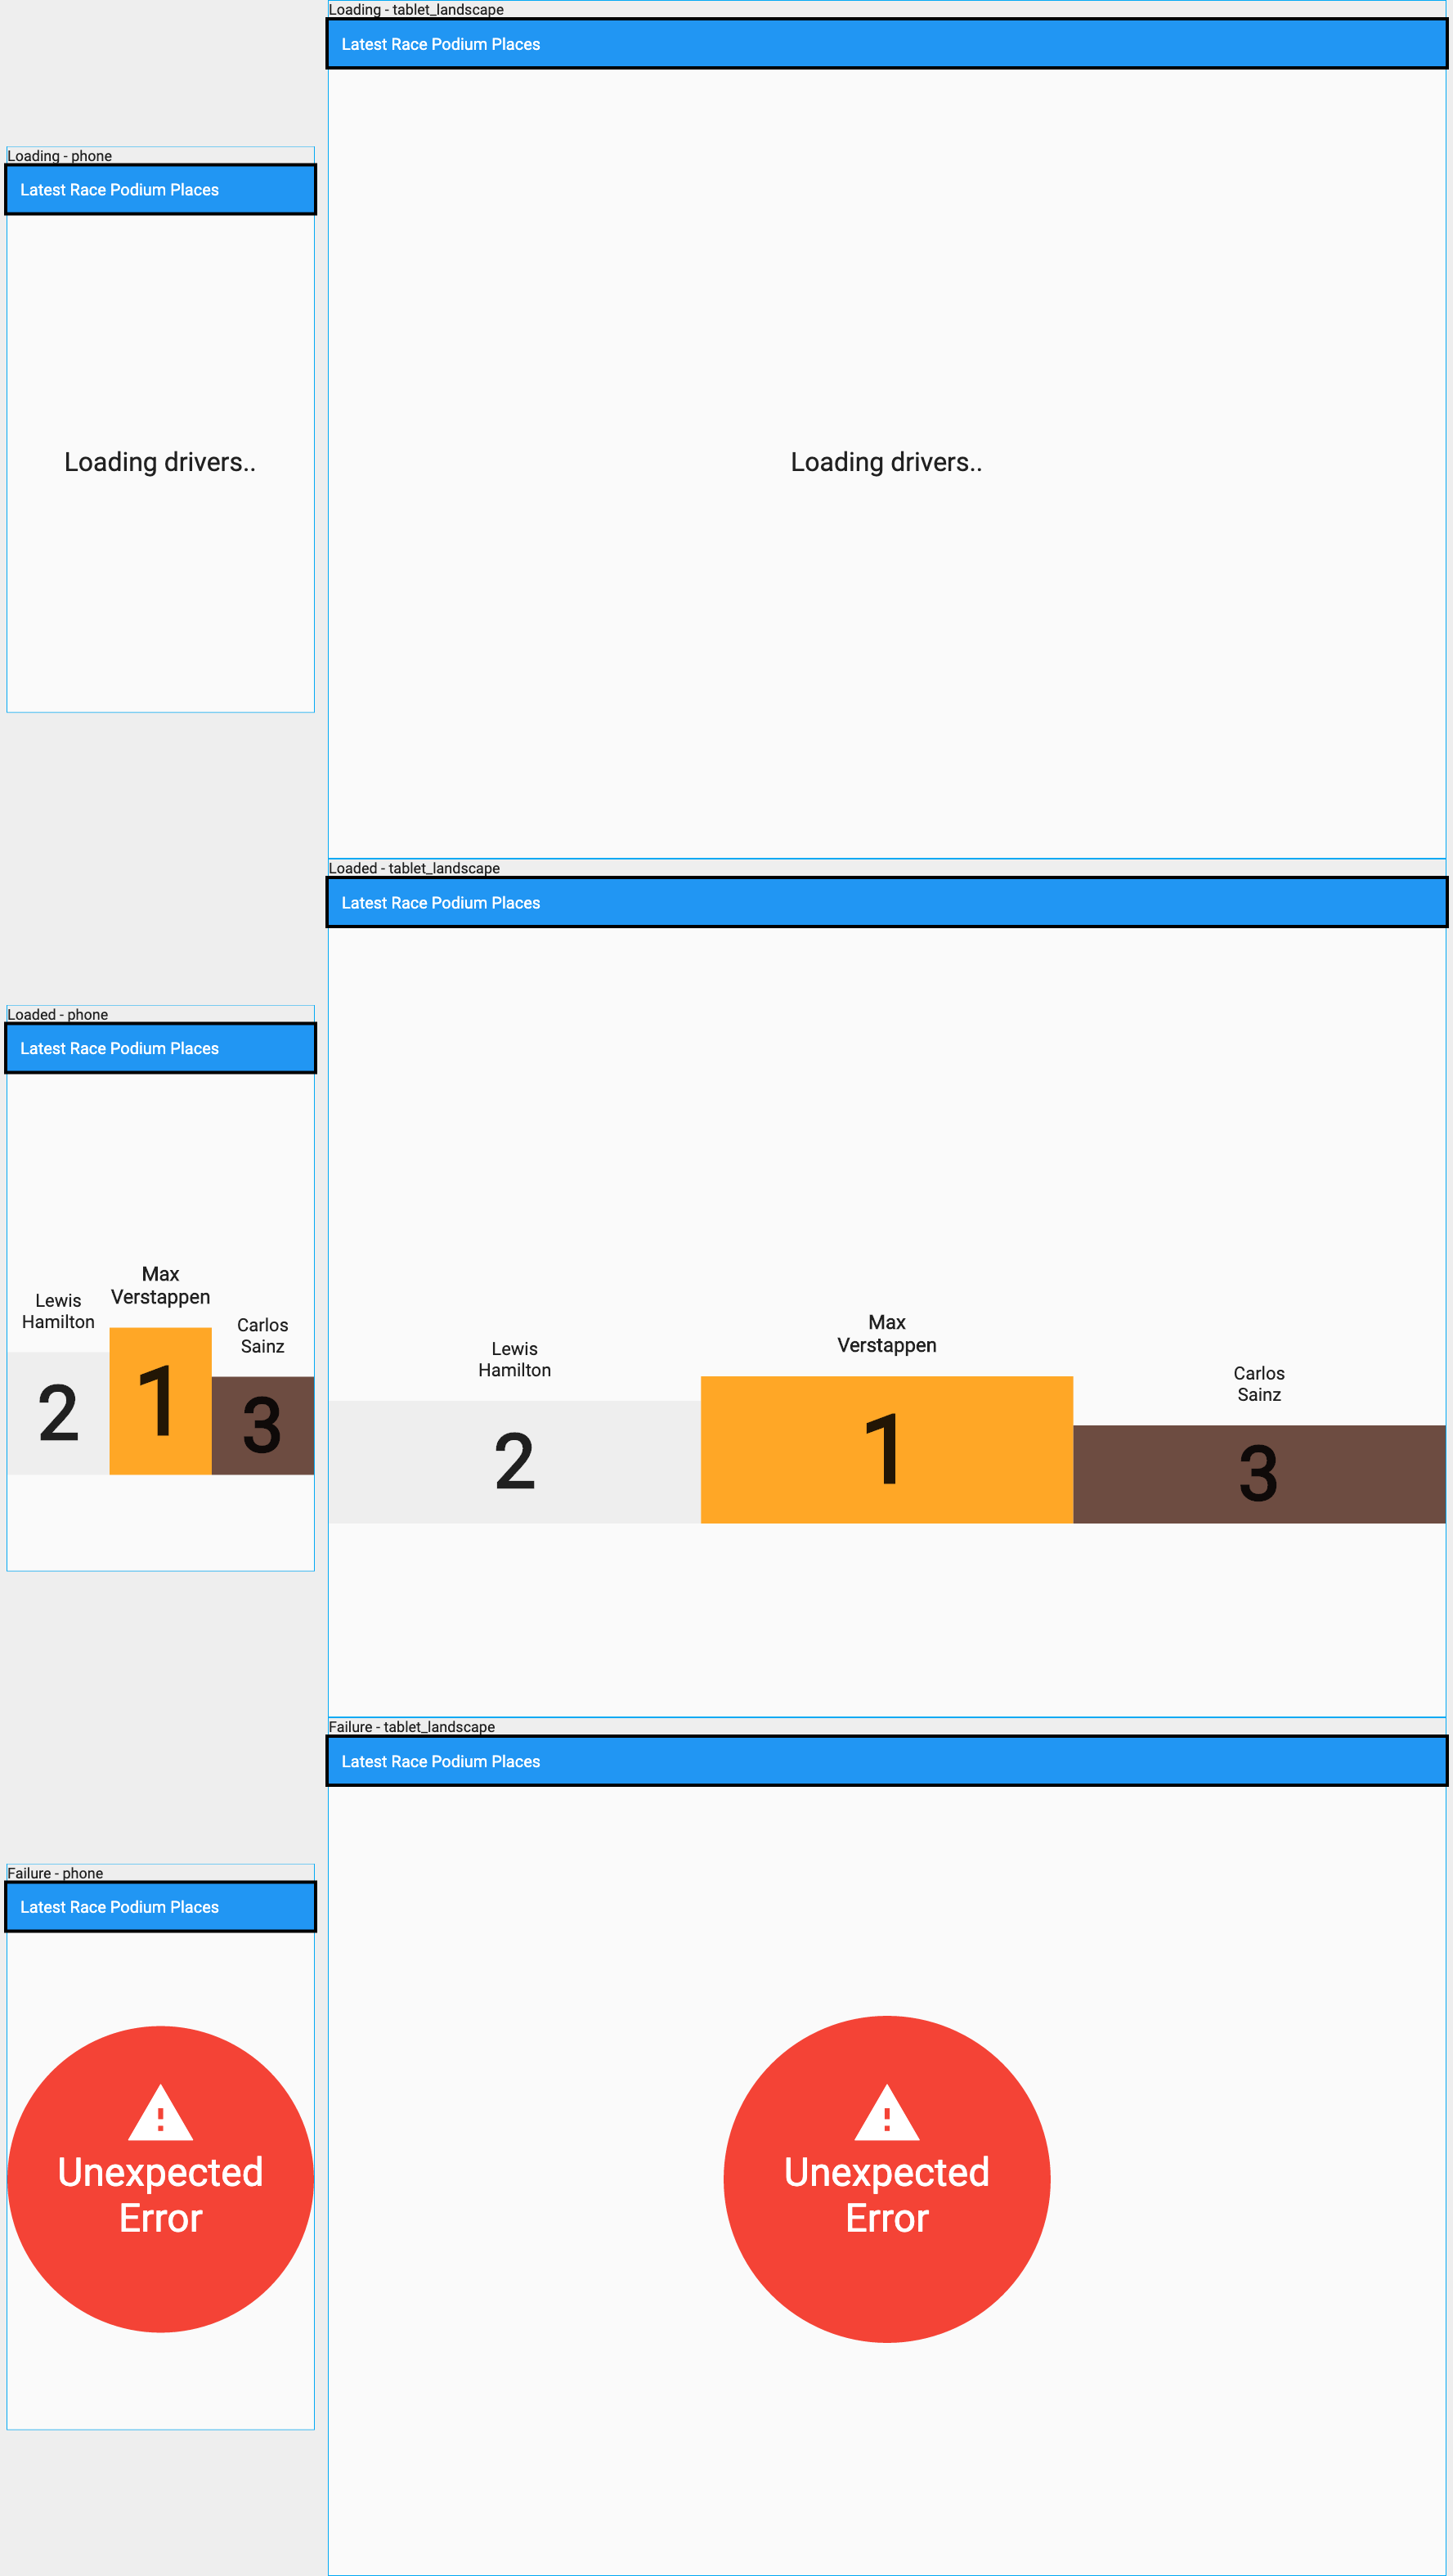 Loading - tablet_landscape
Latest Race Podium Places
Loading - phone
Latest Race Podium Places
Loading drivers..
Loading drivers..
Loaded - tablet_landscape
Latest Race Podium Places
Loaded - phone
Latest Race Podium Places
Max
Verstappen
Lewis
Hamilton
Carlos
Sainz
2
1
3
Max
Verstappen
Lewis
Hamilton
Carlos
Sainz
2
1
3
Failure - tablet_landscape
Latest Race Podium Places
Failure - phone
Latest Race Podium Places
Unexpected
Error
Unexpected
Error